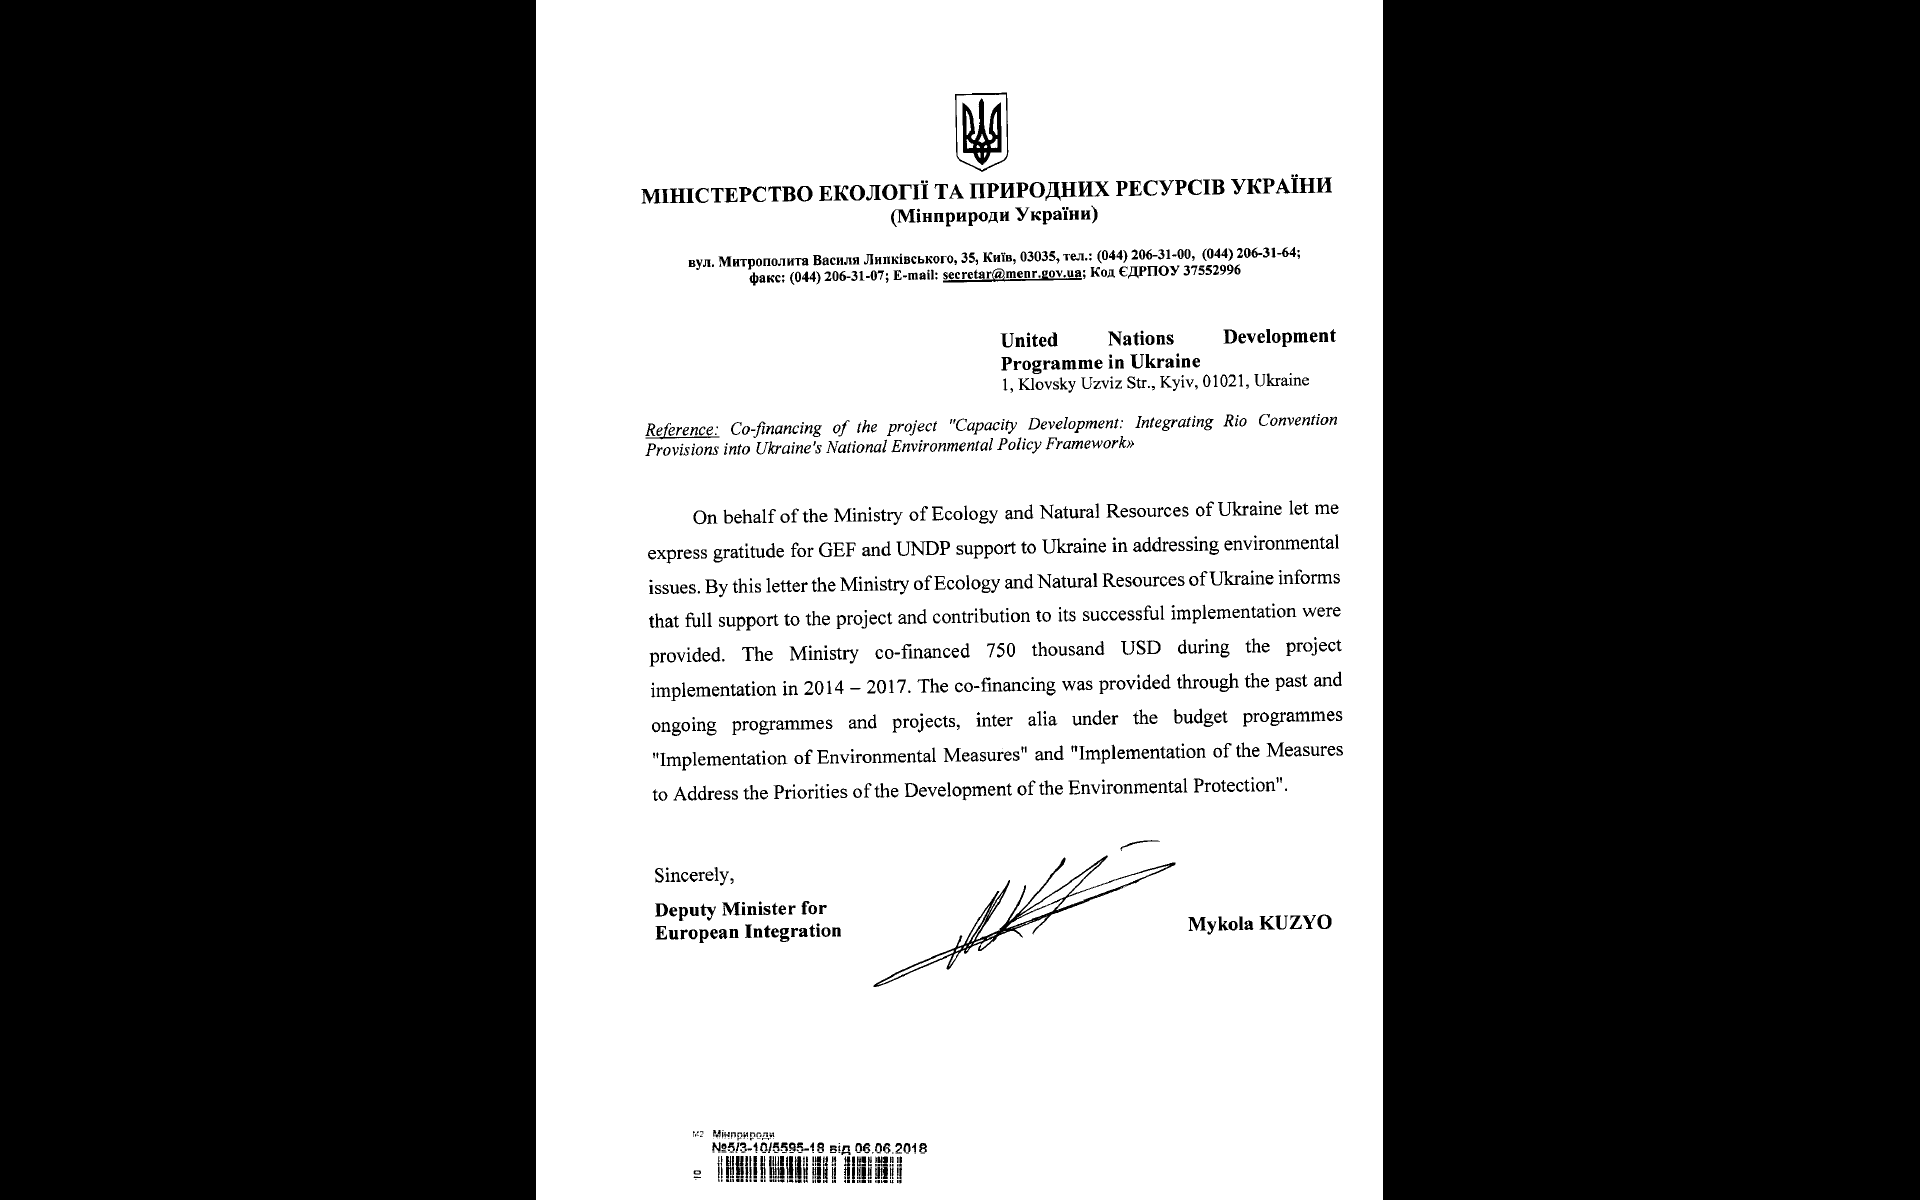 МІНІСТЕРСТВО ЕКОЛОГІЇ ТА ПРИРОДНИХ РЕСУРСІВ УКРАЇНИ
(Мінприроди України)
вул. Митрополита Василя Липківського, 35, Київ, 03035, тел.: (044) 206-31-00, (044) 206-31-64;
факс: (044) 206-31-07; E-mail: secretar@menr.gov.ua; Код ЄДРПОУ 37552996
United Nations Development
Programme in Ukraine
1, Klovsky Uzviz Str., Kyiv, 01021, Ukraine
Reference: Co-financing of the project "Capacity Development: Integrating Rio Convention
Provisions into Ukraine's National Environmental Policy Framework»
On behalf of the Ministry of Ecology and Natural Resources of Ukraine let me
express gratitude for GEF and UNDP support to Ukraine in addressing environmental
issues. By this letter the Ministry of Ecology and Natural Resources of Ukraine informs
that full support to the project and contribution to its successful implementation were
provided. The Ministry co-financed 750 thousand USD during the project
implementation in 2014 – 2017. The co-financing was provided through the past and
ongoing programmes and projects, inter alia under the budget programmes
"Implementation of Environmental Measures" and "Implementation of the Measures
to Address the Priorities of the Development of the Environmental Protection".
Sincerely,
Deputy Minister for
European Integration
Mykola KUZYO
М2 Мінприроди
№5/3-10/5595-18 від 06.06.2018
10